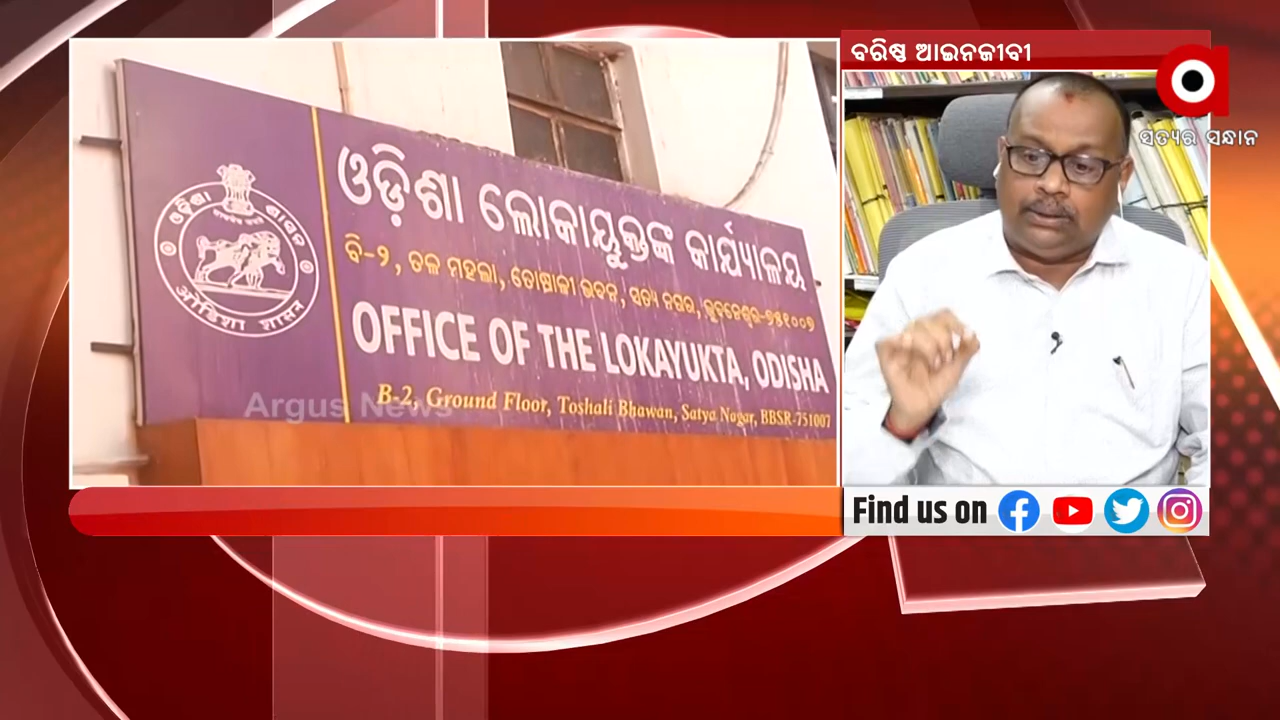 ବରିଷ୍ଠ ଆଇନଜୀବୀ
ସତ୍ୟର ସନ୍ଧାନ
ଓଡ଼ିଶା ଶାସନ
ओडिशा शासन
ଓଡ଼ିଶା ଲୋକାୟୁକ୍ତଙ୍କ କାର୍ଯ୍ୟାଳୟ
ବି-୨, ତଳ ମହଲା, ତୋଷାଳୀ ଭବନ, ସତ୍ୟ ନଗର, ଭୁବନେଶ୍ୱର-୭୫୧୦୦୭
OFFICE OF THE LOKAYUKTA, ODISHA
B-2, Ground Floor, Toshali Bhawan, Satya Nagar, BBSR-751007
Argus News
Find us on